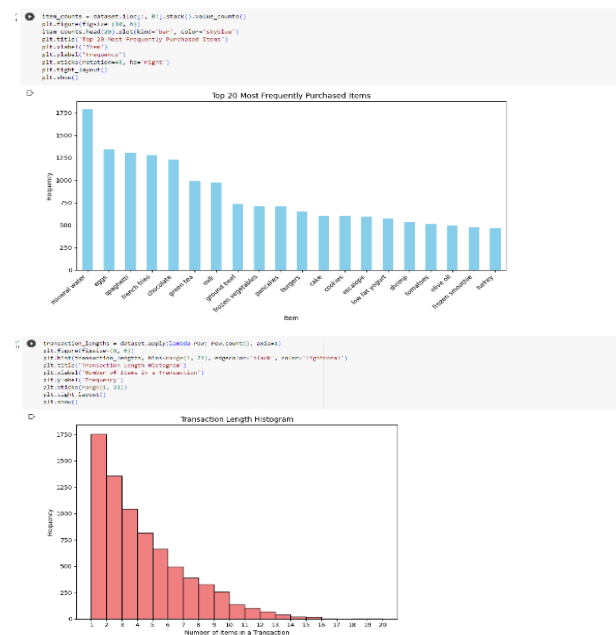 item_counts = dataset.iloc[:, 0:].stack().value_counts()
plt.figure(figsize=(10, 6))
item_counts.head(20).plot(kind='bar', color='skyblue')
plt.title('Top 20 Most Frequently Purchased Items')
plt.xlabel('Item')
plt.ylabel('Frequency')
plt.xticks(rotation=45, ha='right')
plt.tight_layout()
plt.show()
Top 20 Most Frequently Purchased Items
1750
1500
1250
1000
750
500
250
0
Frequency
mineral water
eggs
spaghetti
french fries
chocolate
green tea
milk
ground beef
frozen vegetables
pancakes
burgers
cake
cookies
escalope
low fat yogurt
shrimp
tomatoes
olive oil
frozen smoothie
turkey
Item
transaction_lengths = dataset.apply(lambda row: row.count(), axis=1)
plt.figure(figsize=(8, 6))
plt.hist(transaction_lengths, bins=range(1, 21), edgecolor='black', color='lightcoral')
plt.title('Transaction Length Histogram')
plt.xlabel('Number of Items in a Transaction')
plt.ylabel('Frequency')
plt.xticks(range(1, 21))
plt.tight_layout()
plt.show()
Transaction Length Histogram
1750
1500
1250
1000
750
500
250
0
Frequency
1 2 3 4 5 6 7 8 9 10 11 12 13 14 15 16 17 18 19 20
Number of Items in a Transaction